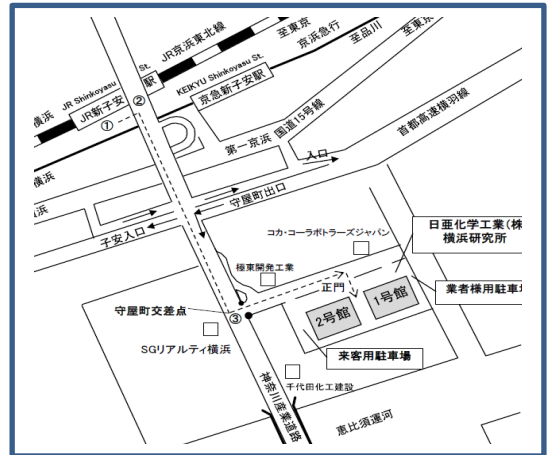 JR京浜東北線
至東京
京浜急行
至品川
至東京
JR Shinkoyasu St.
KEIKYU Shinkoyasu St.
横浜
JR新子安駅
②
①
京急新子安駅
第一京浜
国道15号線
首都高速横羽線
横浜
入口
浜
守屋町出口
子安入口
コカ・コーラボトラーズジャパン
日亜化学工業(株
横浜研究所
極東開発工業
正門
業者様用駐車
守屋町交差点
③
2号館
1号館
SGリアルティ横浜
来客用駐車場
千代田化工建設
神奈川産業道路
恵比須運河